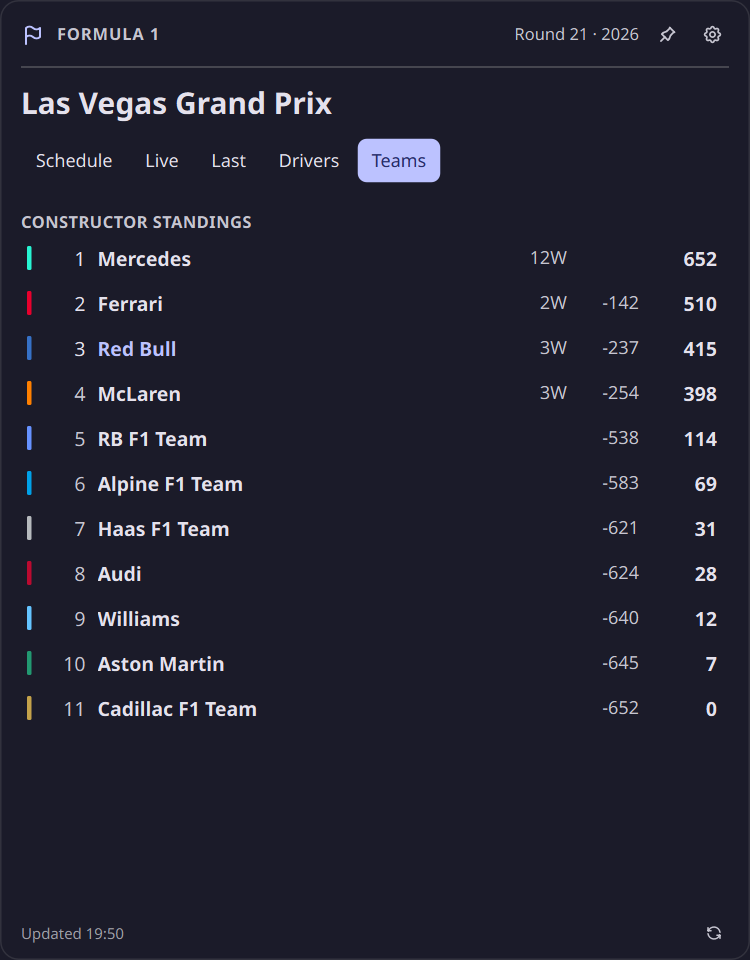 FORMULA 1 Round 21 · 2026
Las Vegas Grand Prix
Schedule Live Last Drivers Teams
CONSTRUCTOR STANDINGS
1 Mercedes 12W 652
2 Ferrari 2W -142 510
3 Red Bull 3W -237 415
4 McLaren 3W -254 398
5 RB F1 Team -538 114
6 Alpine F1 Team -583 69
7 Haas F1 Team -621 31
8 Audi -624 28
9 Williams -640 12
10 Aston Martin -645 7
11 Cadillac F1 Team -652 0
Updated 19:50